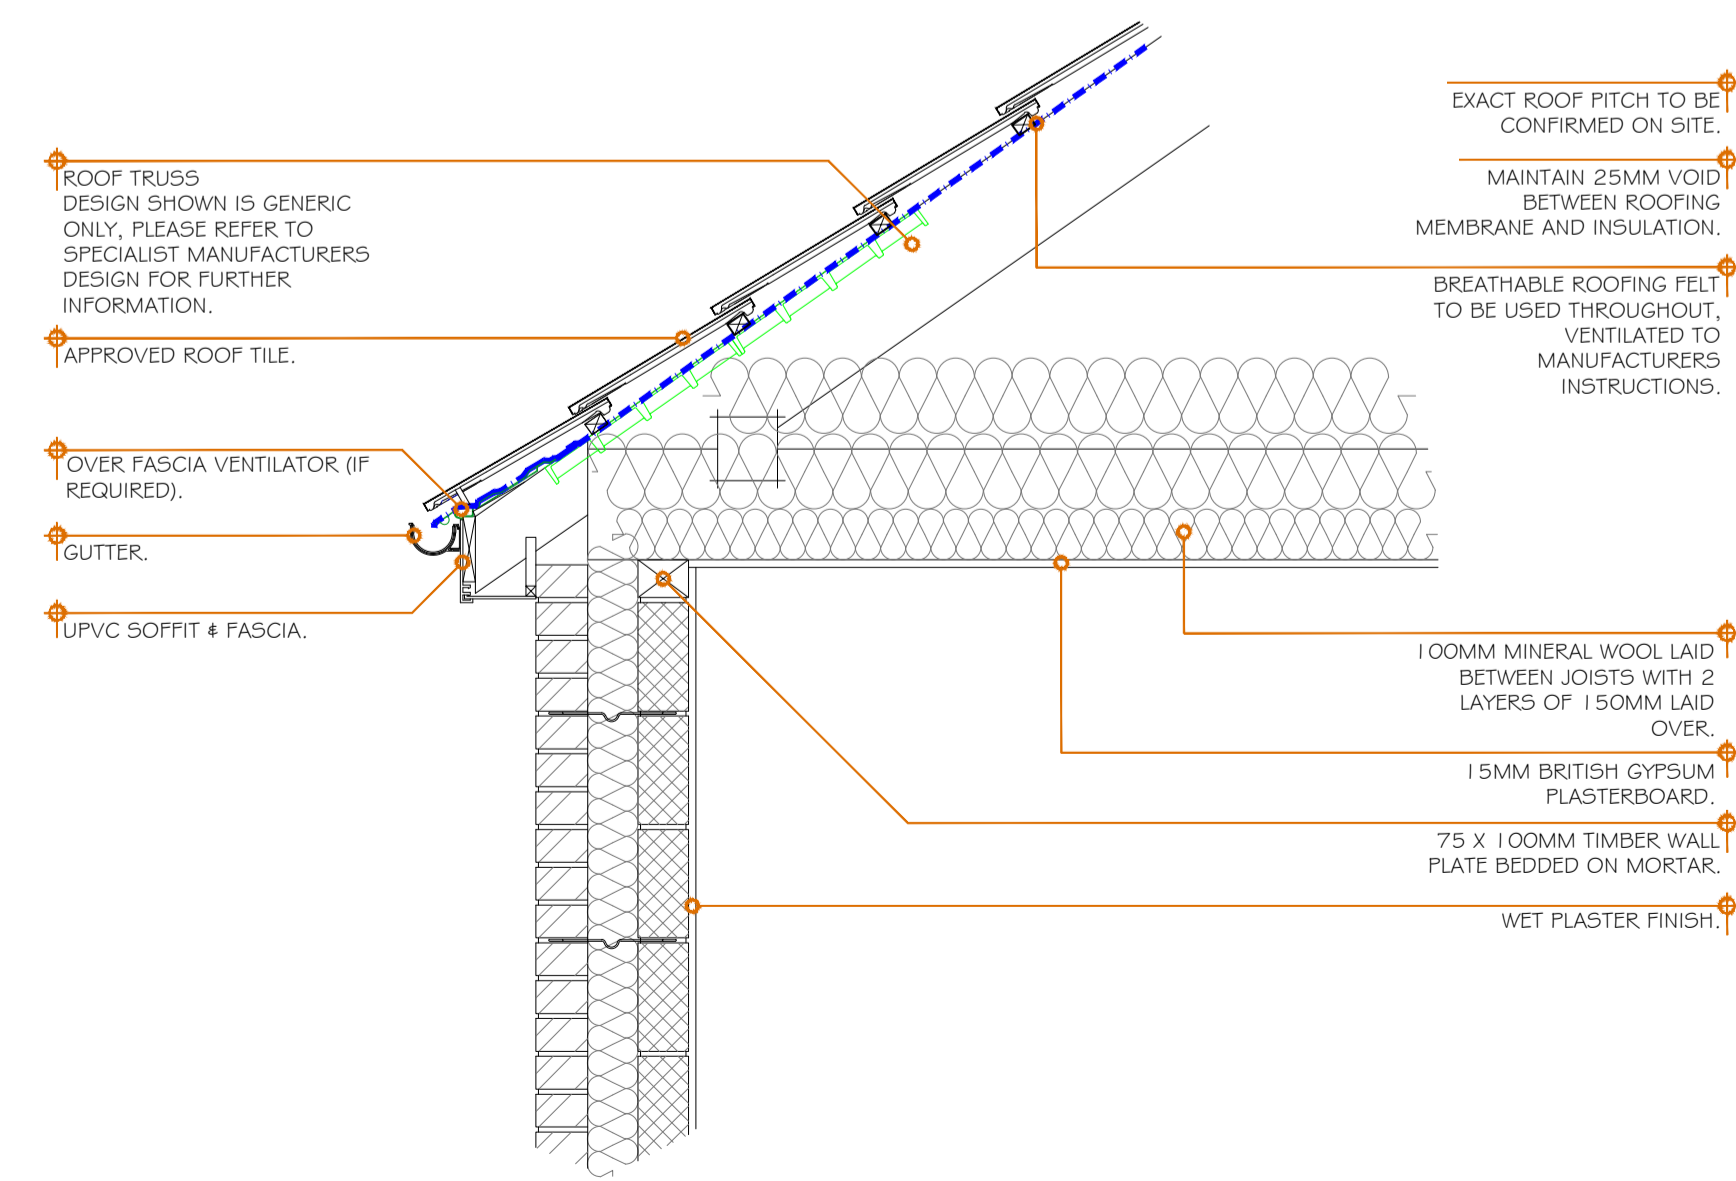 ROOF TRUSS
DESIGN SHOWN IS GENERIC
ONLY, PLEASE REFER TO
SPECIALIST MANUFACTURERS
DESIGN FOR FURTHER
INFORMATION.
APPROVED ROOF TILE.
OVER FASCIA VENTILATOR (IF
REQUIRED).
GUTTER.
UPVC SOFFIT & FASCIA.
EXACT ROOF PITCH TO BE
CONFIRMED ON SITE.
MAINTAIN 25MM VOID
BETWEEN ROOFING
MEMBRANE AND INSULATION.
BREATHABLE ROOFING FELT
TO BE USED THROUGHOUT,
VENTILATED TO
MANUFACTURERS
INSTRUCTIONS.
100MM MINERAL WOOL LAID
BETWEEN JOISTS WITH 2
LAYERS OF 150MM LAID
OVER.
15MM BRITISH GYPSUM
PLASTERBOARD.
75 X 100MM TIMBER WALL
PLATE BEDDED ON MORTAR.
WET PLASTER FINISH.